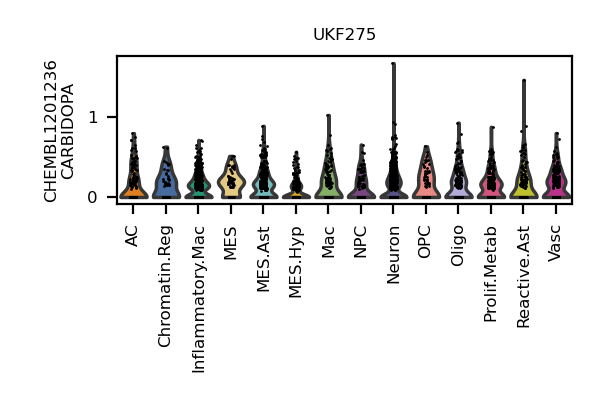 UKF275
CHEMBL1201236
CARBIDOPA
1
0
AC
Chromatin.Reg
Inflammatory.Mac
MES
MES.Ast
MES.Hyp
Mac
NPC
Neuron
OPC
Oligo
Prolif.Metab
Reactive.Ast
Vasc